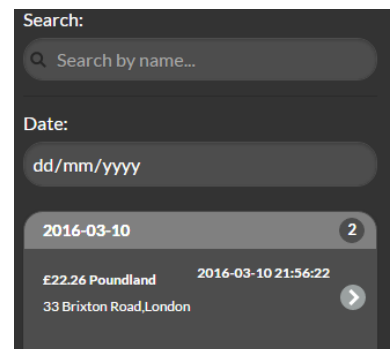 Search:
Search by name...
Date:
dd/mm/yyyy
2016-03-10 2
£22.26 Poundland 2016-03-10 21:56:22
33 Brixton Road,London